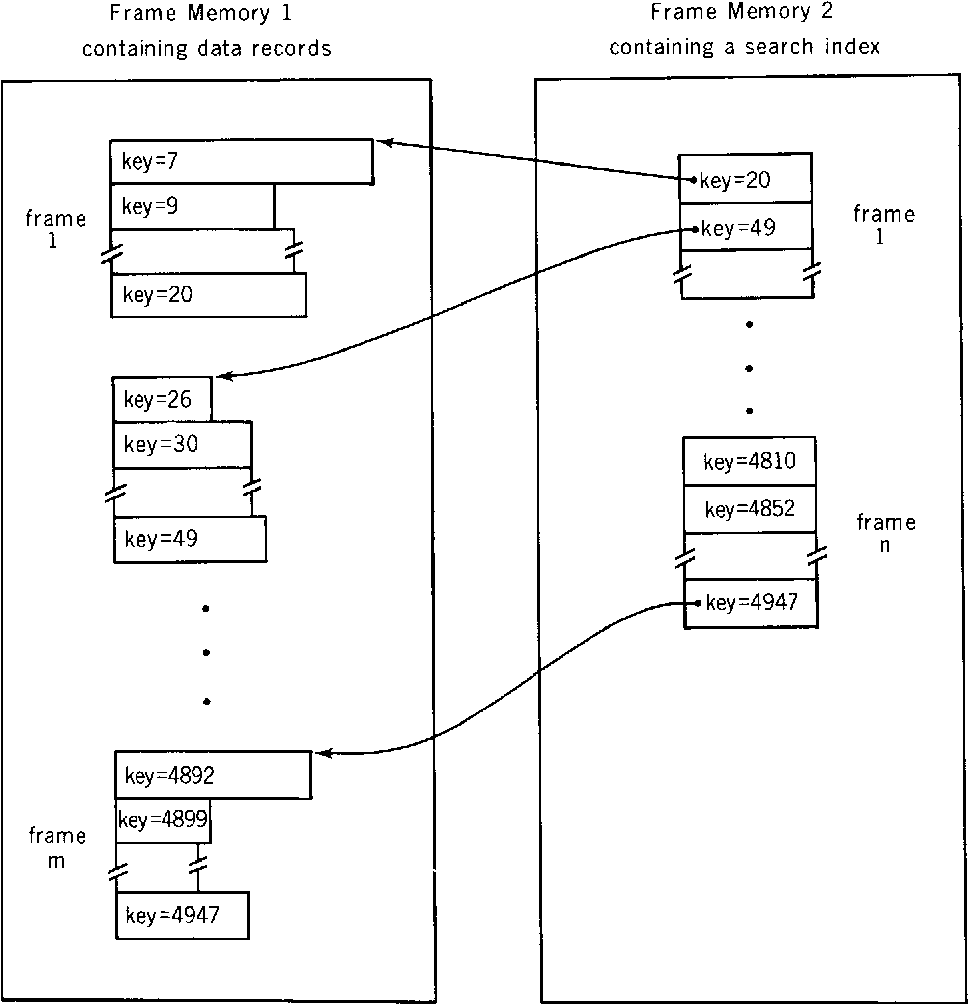 Frame Memory 1
containing data records
key=7
key=9
frame
1
key=20
key=26
key=30
key=49
key=4892
key=4899
frame
m
key=4947
Frame Memory 2
containing a search index
key=20
key=49
frame
1
key=4810
key=4852
frame
n
key=4947